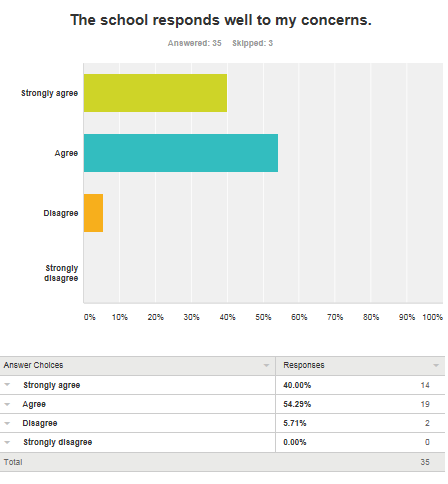 The school responds well to my concerns.
Answered: 35 Skipped: 3
Strongly agree
Agree
Disagree
Strongly
disagree
0% 10% 20% 30% 40% 50% 60% 70% 80% 90% 100%
Answer Choices Responses
Strongly agree 40.00% 14
Agree 54.29% 19
Disagree 5.71% 2
Strongly disagree 0.00% 0
Total 35